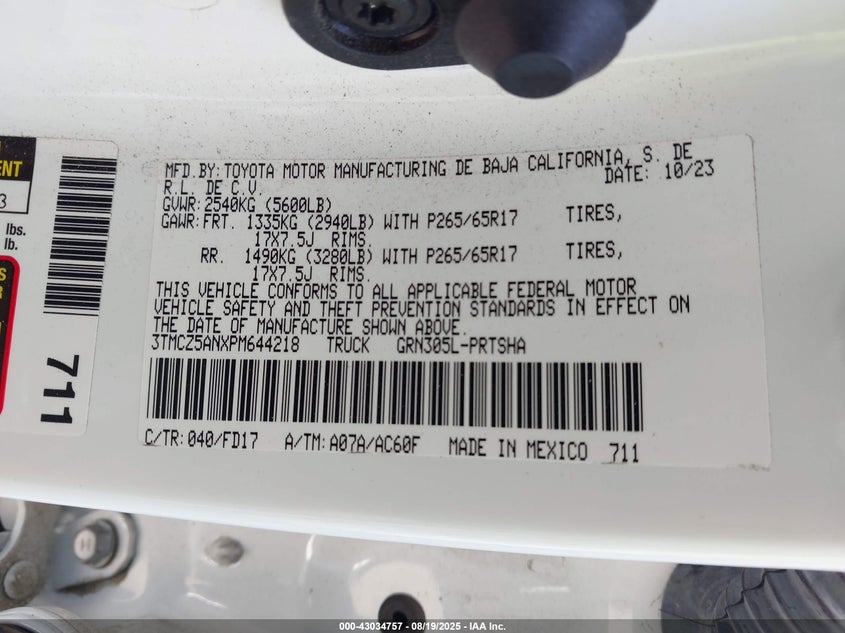 MFD.BY:TOYOTA MOTOR MANUFACTURING DE BAJA CALIFORNIA, S. DE
R.L. DE C.V. DATE: 10/23
GVWR:2540KG (5600LB)
GAWR:FRT. 1335KG (2940LB) WITH P265/65R17 TIRES,
17X7.5J RIMS.
RR. 1490KG (3280LB) WITH P265/65R17 TIRES,
17X7.5J RIMS.
THIS VEHICLE CONFORMS TO ALL APPLICABLE FEDERAL MOTOR
VEHICLE SAFETY AND THEFT PREVENTION STANDARDS IN EFFECT ON
THE DATE OF MANUFACTURE SHOWN ABOVE.
3TMCZ5ANXPM644218 TRUCK GRN305L-PRTSHA
C/TR:040/FD17 A/TM:A07A/AC60F MADE IN MEXICO 711
lbs.
lb.
711
000-43034757 - 08/19/2025 - IAA Inc.